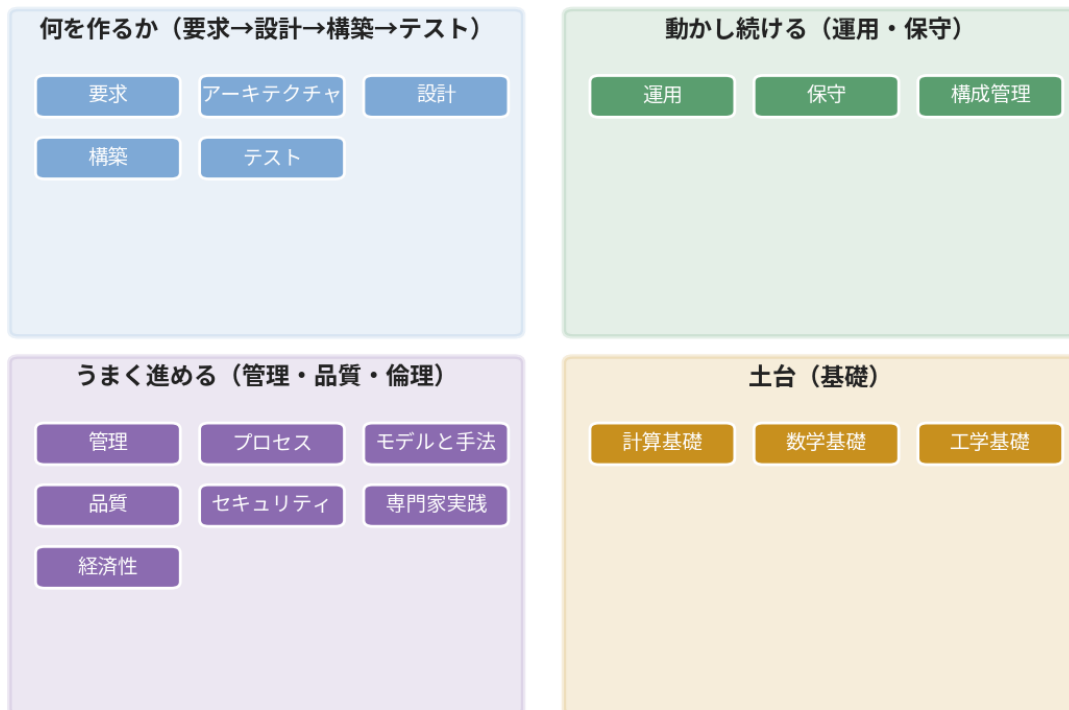 何を作るか（要求→設計→構築→テスト）
要求
アーキテクチャ
設計
構築
テスト
動かし続ける（運用・保守）
運用
保守
構成管理
うまく進める（管理・品質・倫理）
管理
プロセス
モデルと手法
品質
セキュリティ
専門家実践
経済性
土台（基礎）
計算基礎
数学基礎
工学基礎